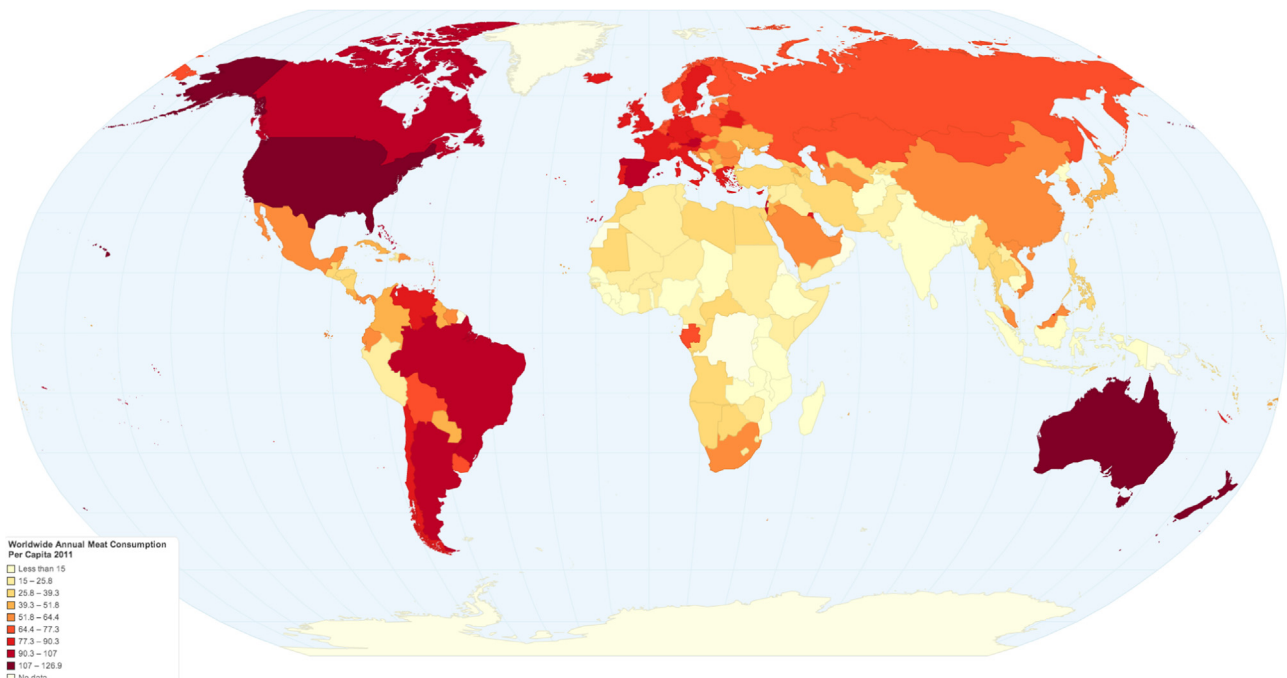 Worldwide Annual Meat Consumption
Per Capita 2011
Less than 15
15 – 25.8
25.8 – 39.3
39.3 – 51.8
51.8 – 64.4
64.4 – 77.3
77.3 – 90.3
90.3 – 107
107 – 126.9
No data